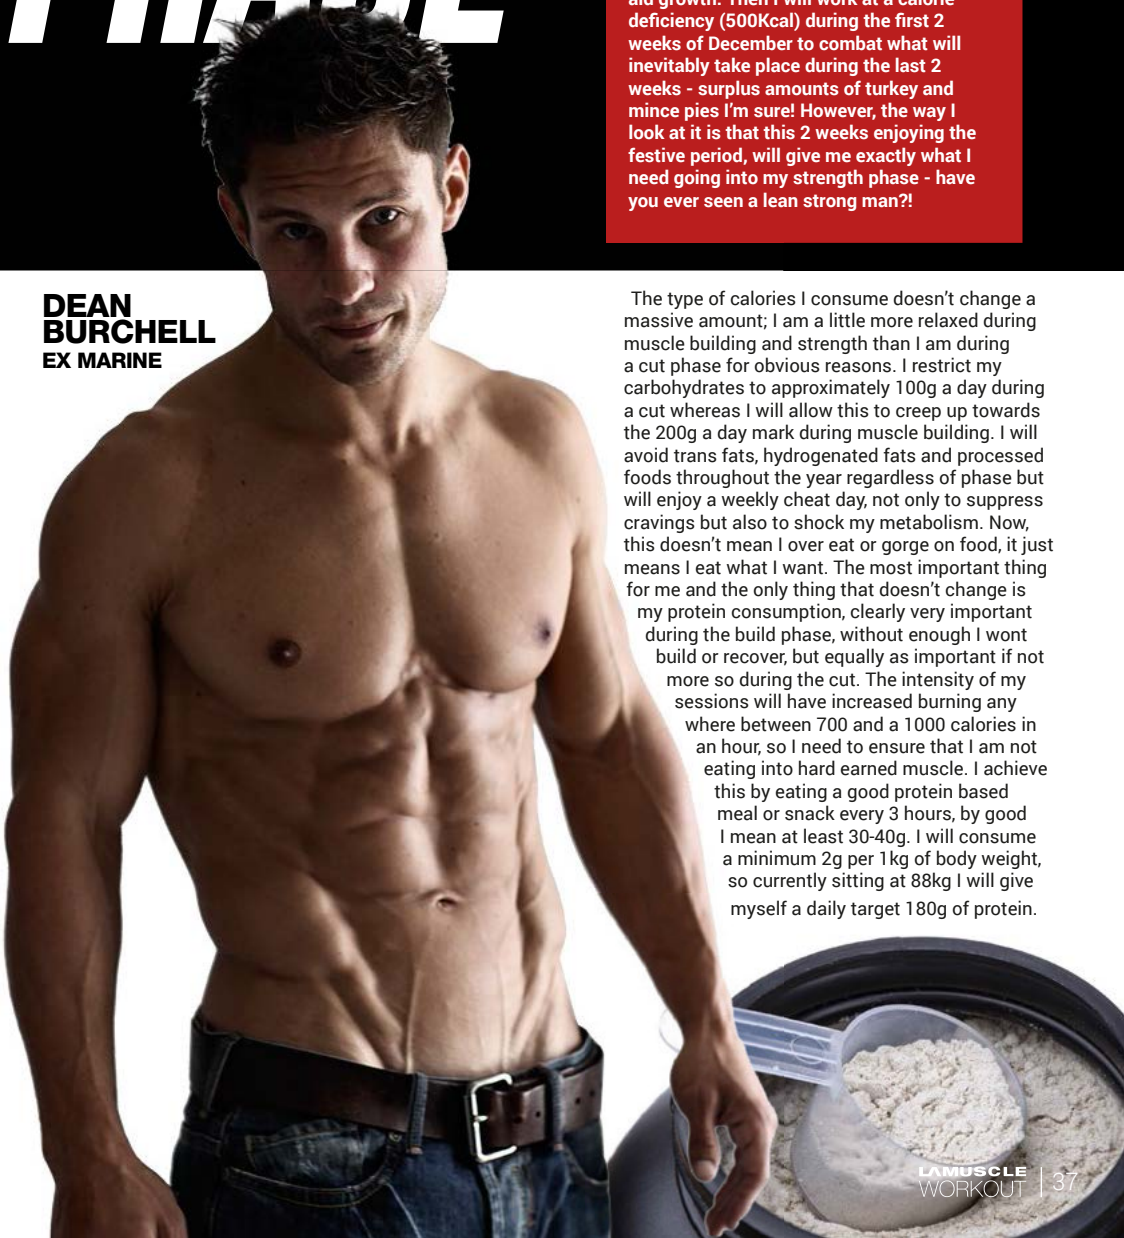 PHASE
aid growth. Then I will work at a calorie
deficiency (500Kcal) during the first 2
weeks of December to combat what will
inevitably take place during the last 2
weeks - surplus amounts of turkey and
mince pies I’m sure! However, the way I
look at it is that this 2 weeks enjoying the
festive period, will give me exactly what I
need going into my strength phase - have
you ever seen a lean strong man?!
DEAN
BURCHELL
EX MARINE
The type of calories I consume doesn’t change a
massive amount; I am a little more relaxed during
muscle building and strength than I am during
a cut phase for obvious reasons. I restrict my
carbohydrates to approximately 100g a day during
a cut whereas I will allow this to creep up towards
the 200g a day mark during muscle building. I will
avoid trans fats, hydrogenated fats and processed
foods throughout the year regardless of phase but
will enjoy a weekly cheat day, not only to suppress
cravings but also to shock my metabolism. Now,
this doesn’t mean I over eat or gorge on food, it just
means I eat what I want. The most important thing
for me and the only thing that doesn’t change is
my protein consumption, clearly very important
during the build phase, without enough I wont
build or recover, but equally as important if not
more so during the cut. The intensity of my
sessions will have increased burning any
where between 700 and a 1000 calories in
an hour, so I need to ensure that I am not
eating into hard earned muscle. I achieve
this by eating a good protein based
meal or snack every 3 hours, by good
I mean at least 30-40g. I will consume
a minimum 2g per 1kg of body weight,
so currently sitting at 88kg I will give
myself a daily target 180g of protein.
LAMUSCLE
WORKOUT | 37